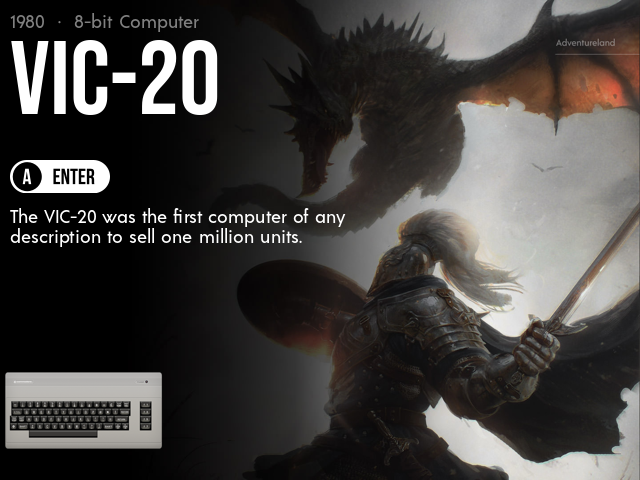 1980 · 8-bit Computer
Adventureland
VIC-20
A ENTER
The VIC-20 was the first computer of any
description to sell one million units.